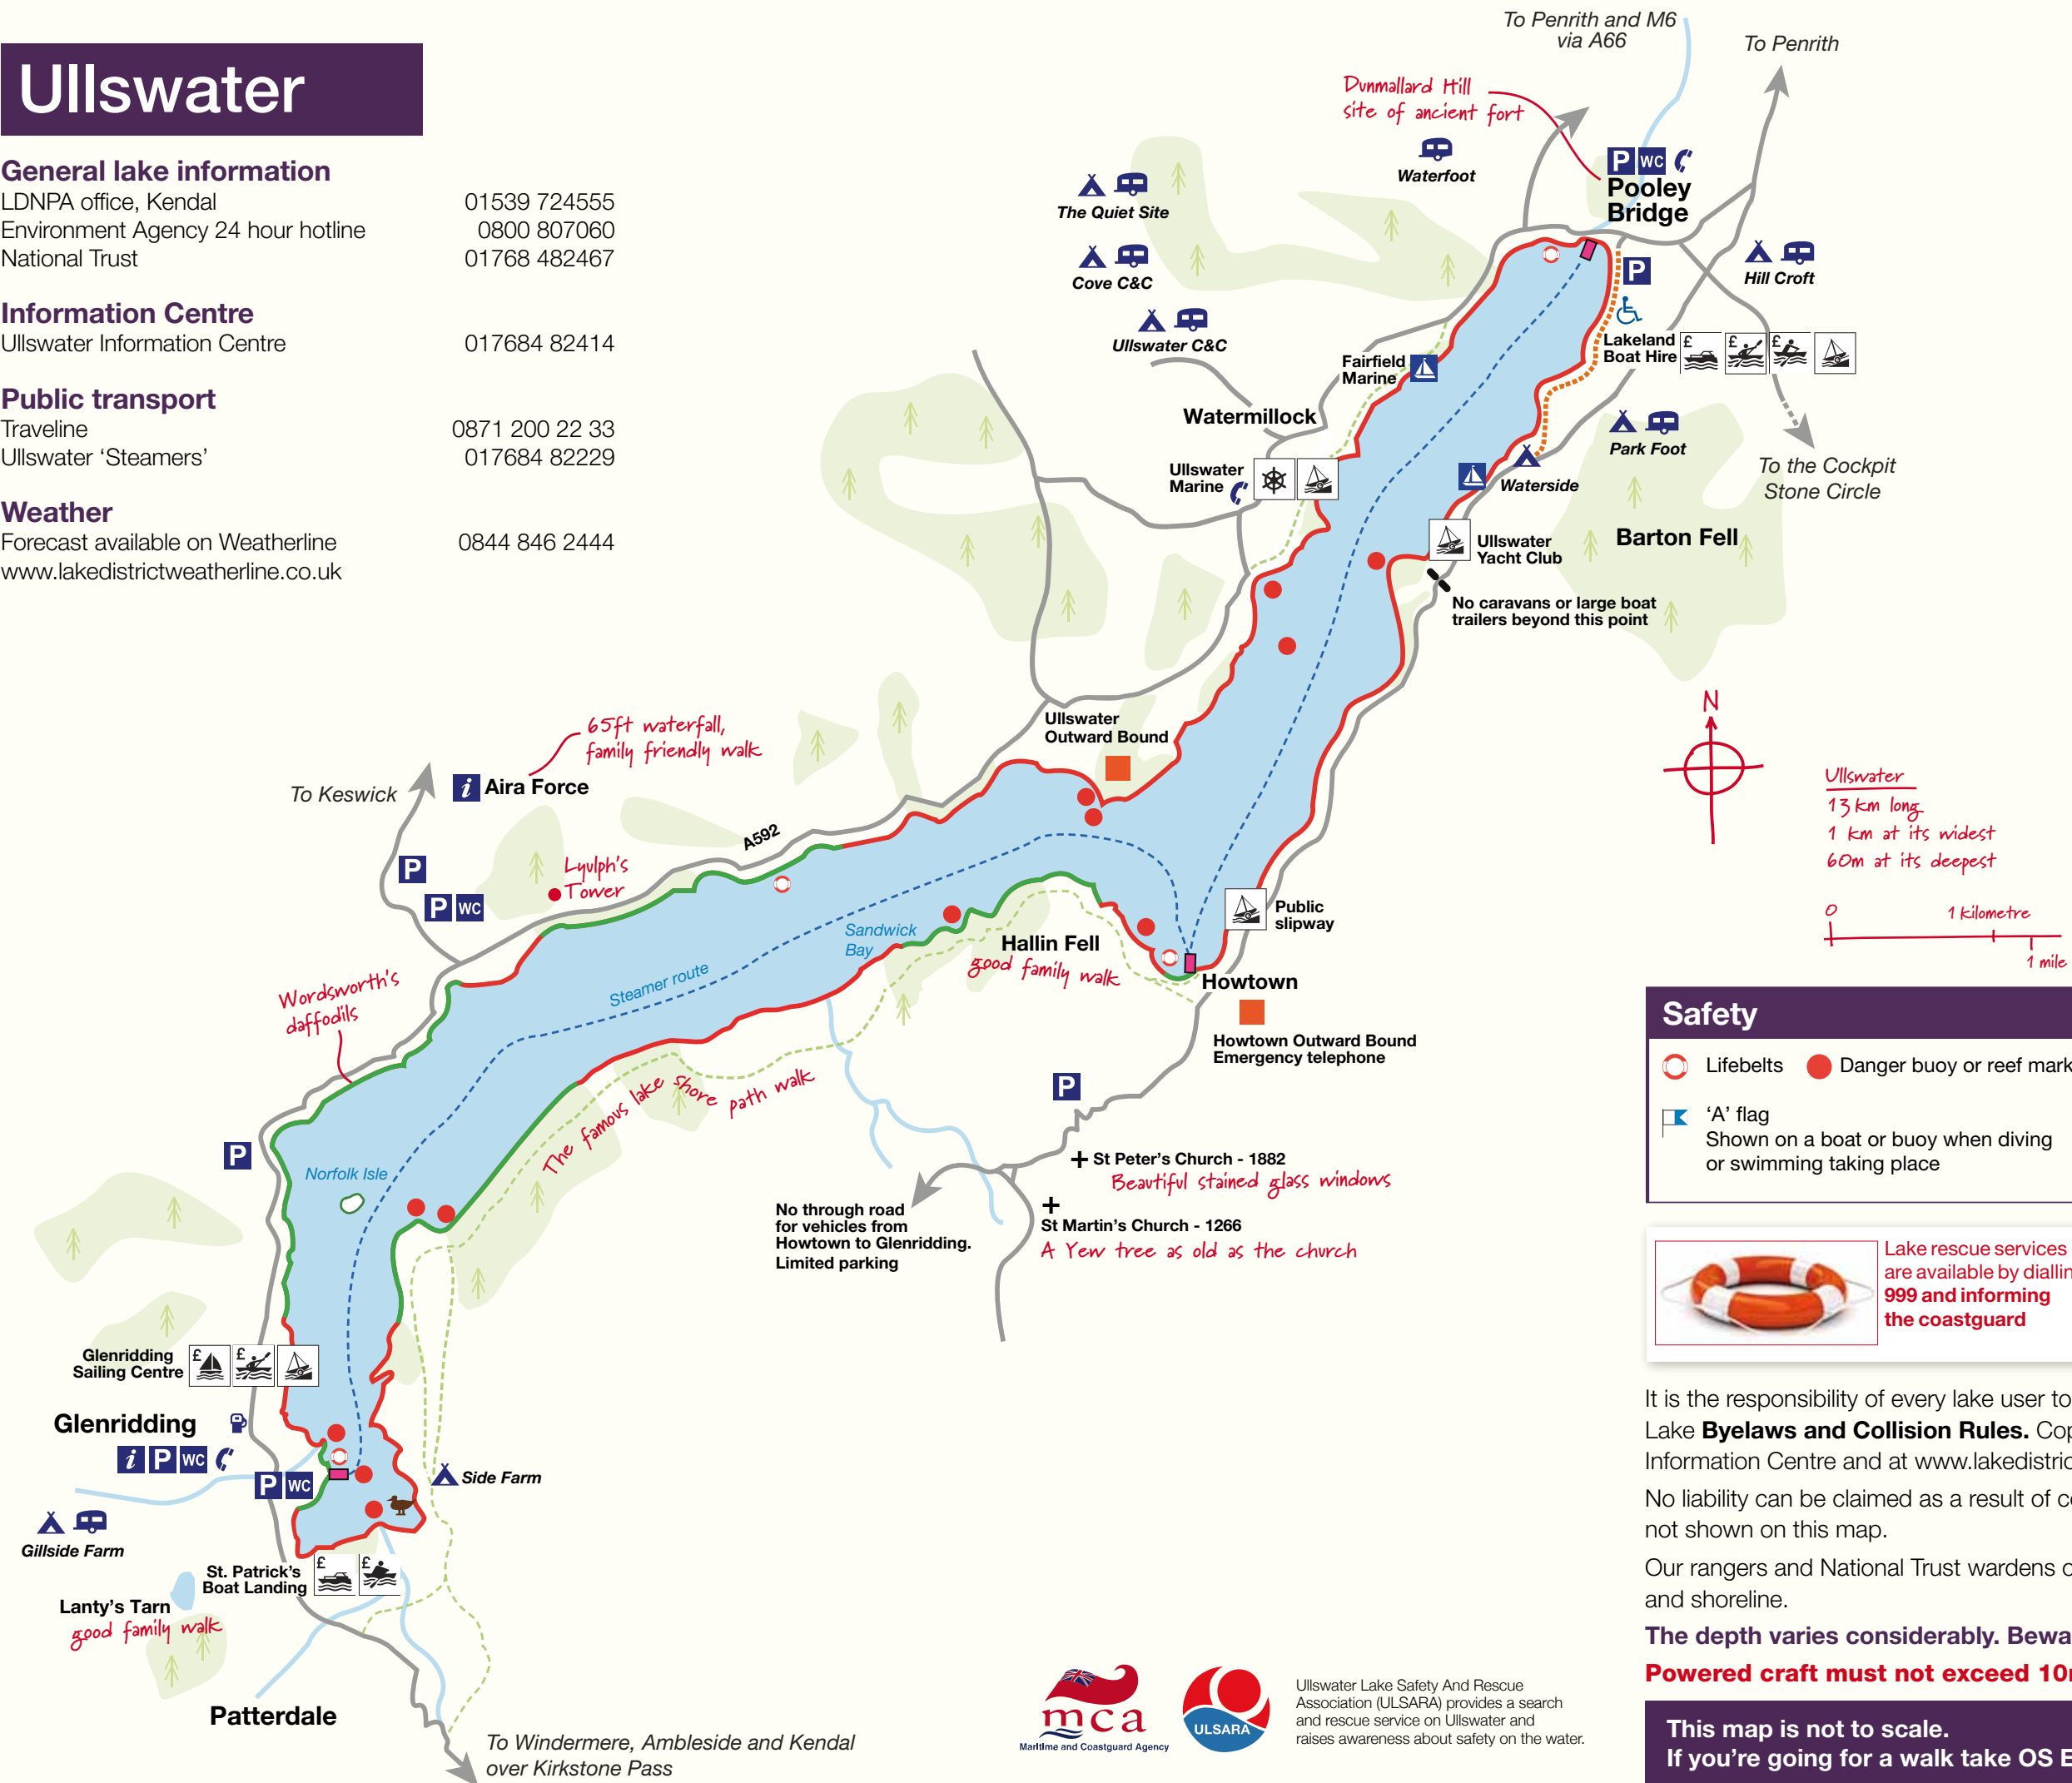 Ullswater
General lake information
LDNPA office, Kendal 01539 724555
Environment Agency 24 hour hotline 0800 807060
National Trust 01768 482467
Information Centre
Ullswater Information Centre 017684 82414
Public transport
Traveline 0871 200 22 33
Ullswater ‘Steamers’ 017684 82229
Weather
Forecast available on Weatherline 0844 846 2444
www.lakedistrictweatherline.co.uk
To Penrith and M6
via A66
To Penrith
Dunmallard Hill
site of ancient fort
Waterfoot
P WC
Pooley
Bridge
The Quiet Site
Cove C&C
Ullswater C&C
P
Hill Croft
Lakeland
Boat Hire
£ £ £
Fairfield
Marine
Watermillock
Park Foot
To the Cockpit
Stone Circle
Ullswater
Marine
Waterside
Barton Fell
Ullswater
Yacht Club
No caravans or large boat
trailers beyond this point
Ullswater
Outward Bound
N
65ft waterfall,
family friendly walk
To Keswick
i Aira Force
A592
P
Lyulph's
Tower
P WC
Ullswater
13 km long
1 km at its widest
60m at its deepest
0 1 kilometre
1 mile
Sandwick
Bay
Hallin Fell
good family walk
Public
slipway
Steamer route
Howtown
Howtown Outward Bound
Emergency telephone
Wordsworth's
daffodils
The famous lake shore path walk
P
P
Norfolk Isle
St Peter’s Church - 1882
Beautiful stained glass windows
St Martin’s Church - 1266
A Yew tree as old as the church
No through road
for vehicles from
Howtown to Glenridding.
Limited parking
Glenridding
Sailing Centre
£ £
Glenridding
i P WC
P WC
Side Farm
Gillside Farm
St. Patrick’s
Boat Landing
£ £
Lanty’s Tarn
good family walk
Patterdale
To Windermere, Ambleside and Kendal
over Kirkstone Pass
mca
Maritime and Coastguard Agency
ULSARA
Ullswater Lake Safety And Rescue
Association (ULSARA) provides a search
and rescue service on Ullswater and
raises awareness about safety on the water.
Safety
Lifebelts Danger buoy or reef mark
‘A’ flag
Shown on a boat or buoy when diving
or swimming taking place
Lake rescue services
are available by diallin
999 and informing
the coastguard
It is the responsibility of every lake user to
Lake Byelaws and Collision Rules. Cop
Information Centre and at www.lakedistric
No liability can be claimed as a result of c
not shown on this map.
Our rangers and National Trust wardens
and shoreline.
The depth varies considerably. Bewa
Powered craft must not exceed 10
This map is not to scale.
If you’re going for a walk take OS E